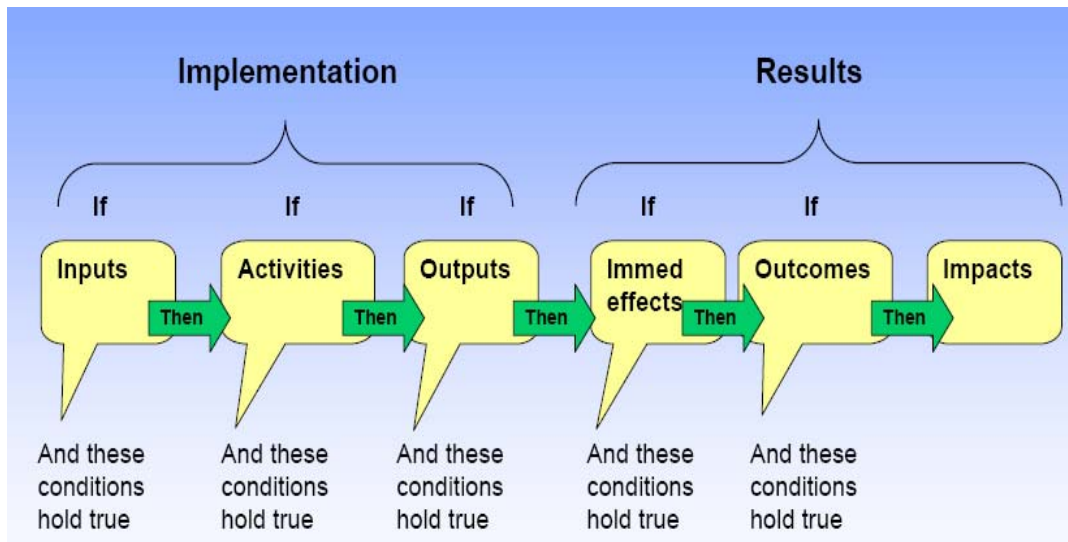 Implementation
Results
If
If
If
If
If
Inputs
Activities
Outputs
Immed
effects
Outcomes
Impacts
Then
Then
Then
Then
Then
And these
conditions
hold true
And these
conditions
hold true
And these
conditions
hold true
And these
conditions
hold true
And these
conditions
hold true